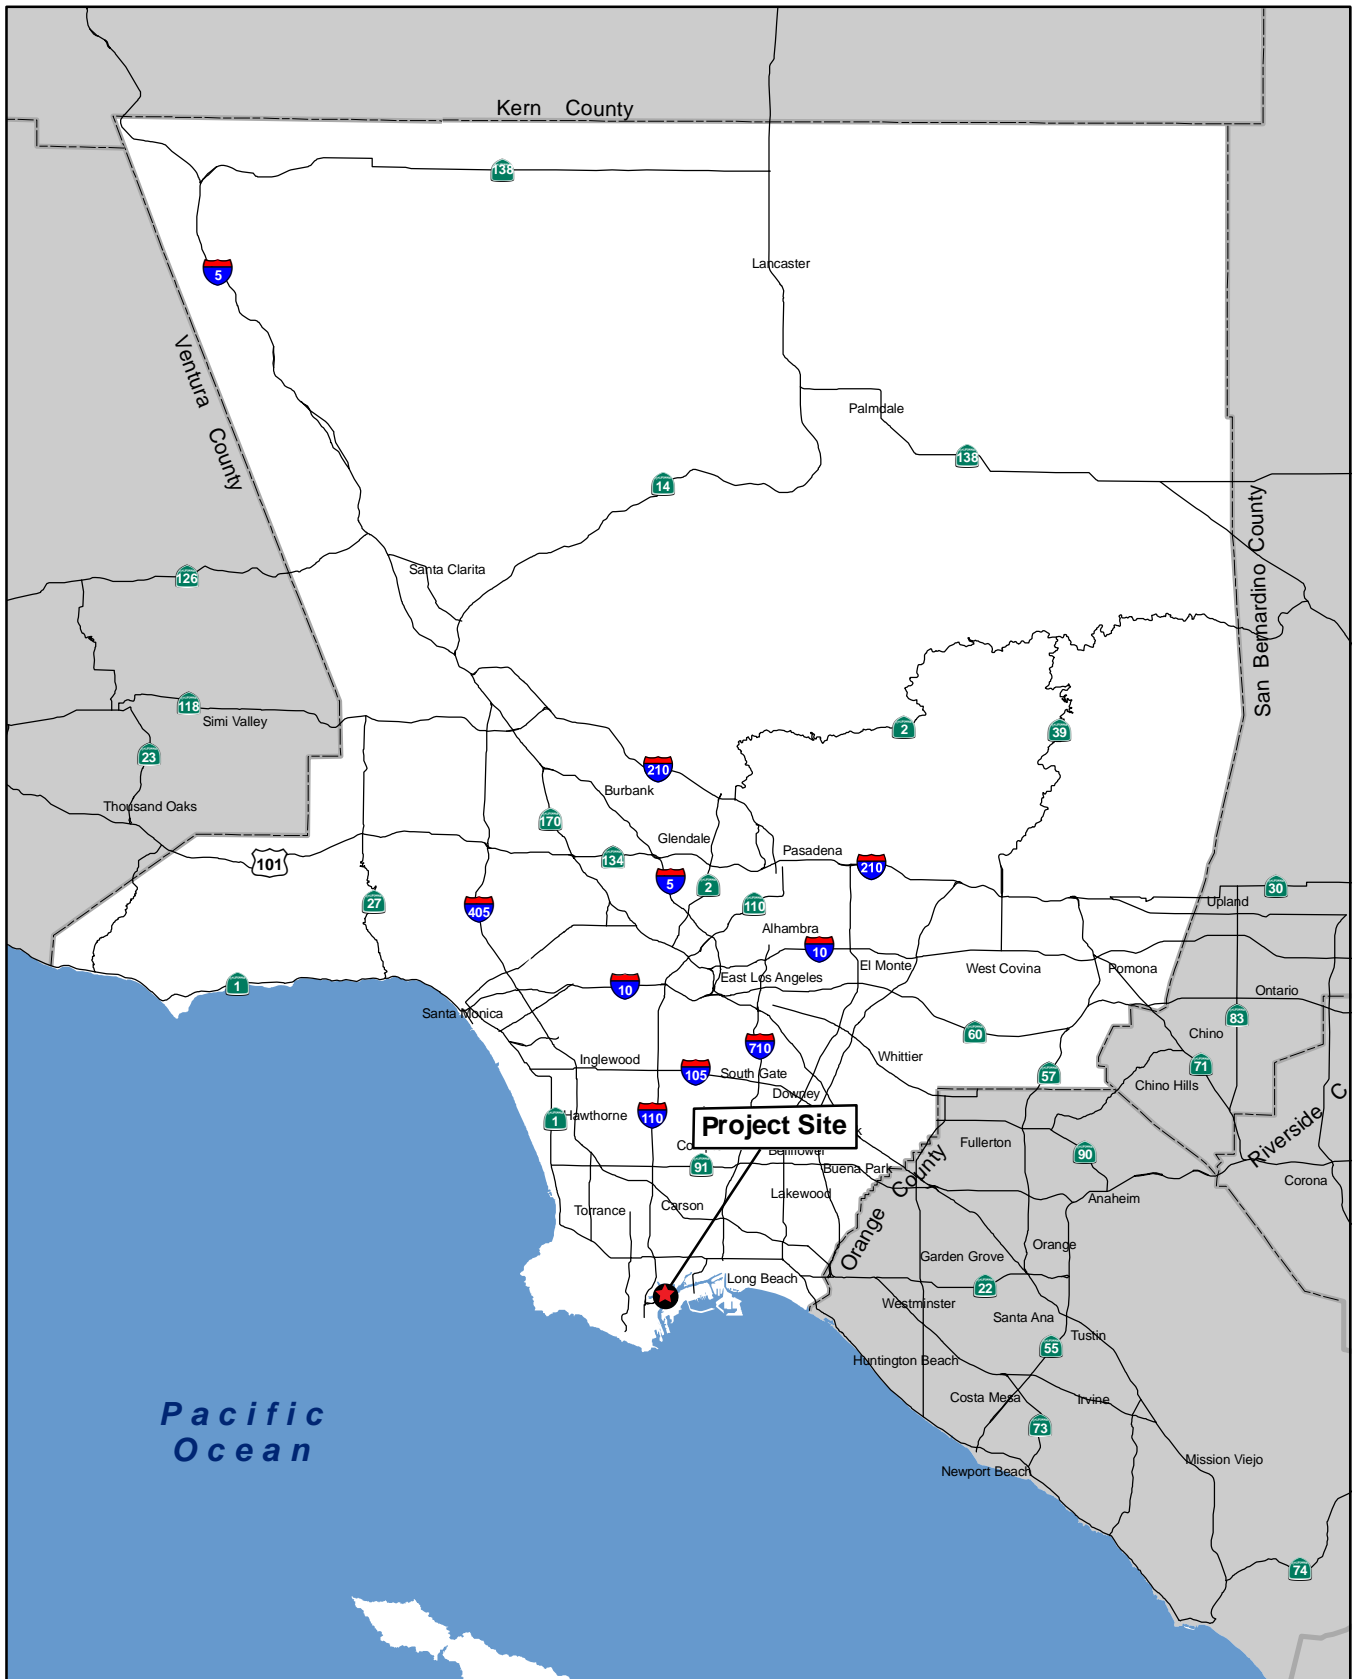 Kern County
138
Lancaster
5
Ventura County
Palmdale
138
14
San Bernardino County
Santa Clarita
126
118
Simi Valley
23
2
39
210
Burbank
Thousand Oaks
170
Glendale
101
134
Pasadena
210
5
2
30
27
405
110
Upland
Alhambra
10
El Monte
West Covina
Pomona
East Los Angeles
1
10
Ontario
Santa Monica
83
60
Chino
710
Inglewood
Whittier
105
South Gate
71
57
Chino Hills
Downey
1
Hawthorne
110
Project Site
Fullerton
90
Riverside C
91
Bellflower
Buena Park
Corona
Lakewood
Anaheim
Carson
Torrance
Orange County
Orange
Garden Grove
Long Beach
22
Westminster
Santa Ana
Tustin
55
Huntington Beach
Costa Mesa
Irvine
Pacific
Ocean
73
Mission Viejo
Newport Beach
74